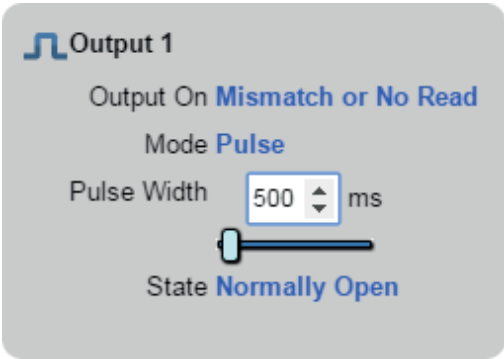 Output 1
Output On Mismatch or No Read
Mode Pulse
Pulse Width 500 ms
State Normally Open